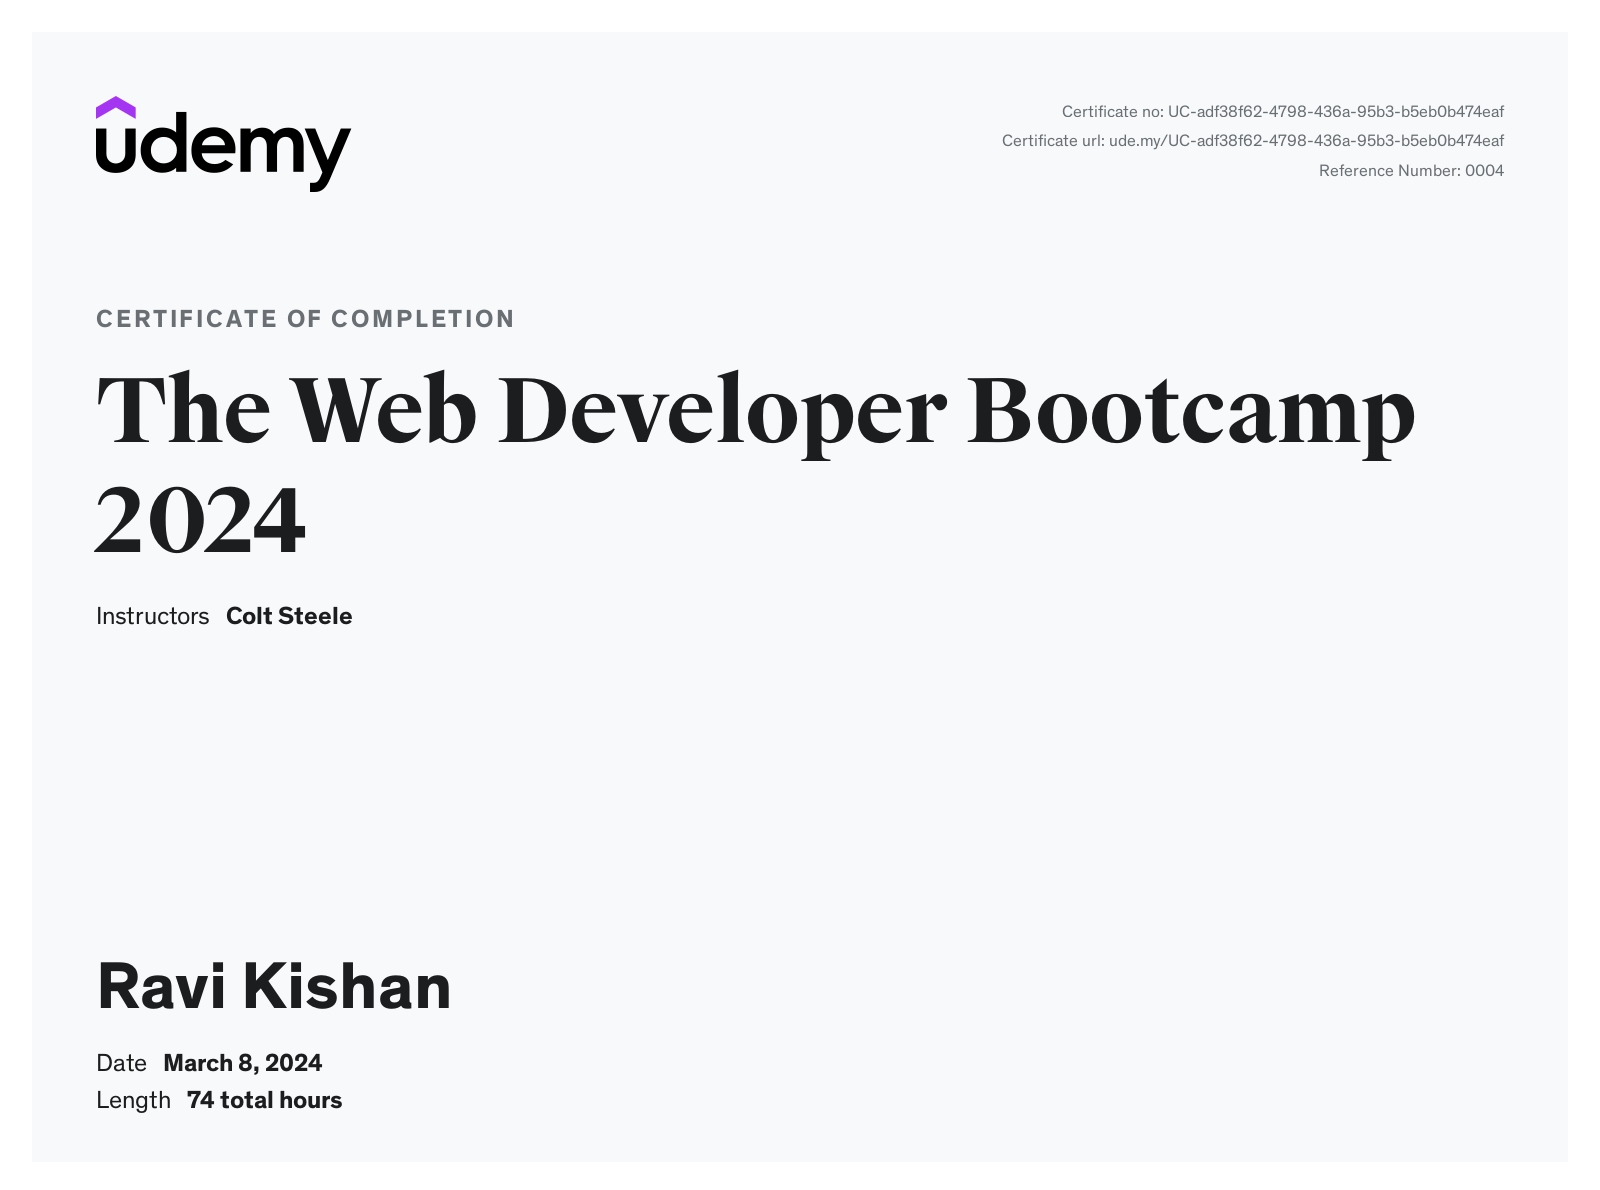 udemy
Certificate no: UC-adf38f62-4798-436a-95b3-b5eb0b474eaf
Certificate url: ude.my/UC-adf38f62-4798-436a-95b3-b5eb0b474eaf
Reference Number: 0004
CERTIFICATE OF COMPLETION
The Web Developer Bootcamp
2024
Instructors Colt Steele
Ravi Kishan
Date March 8, 2024
Length 74 total hours